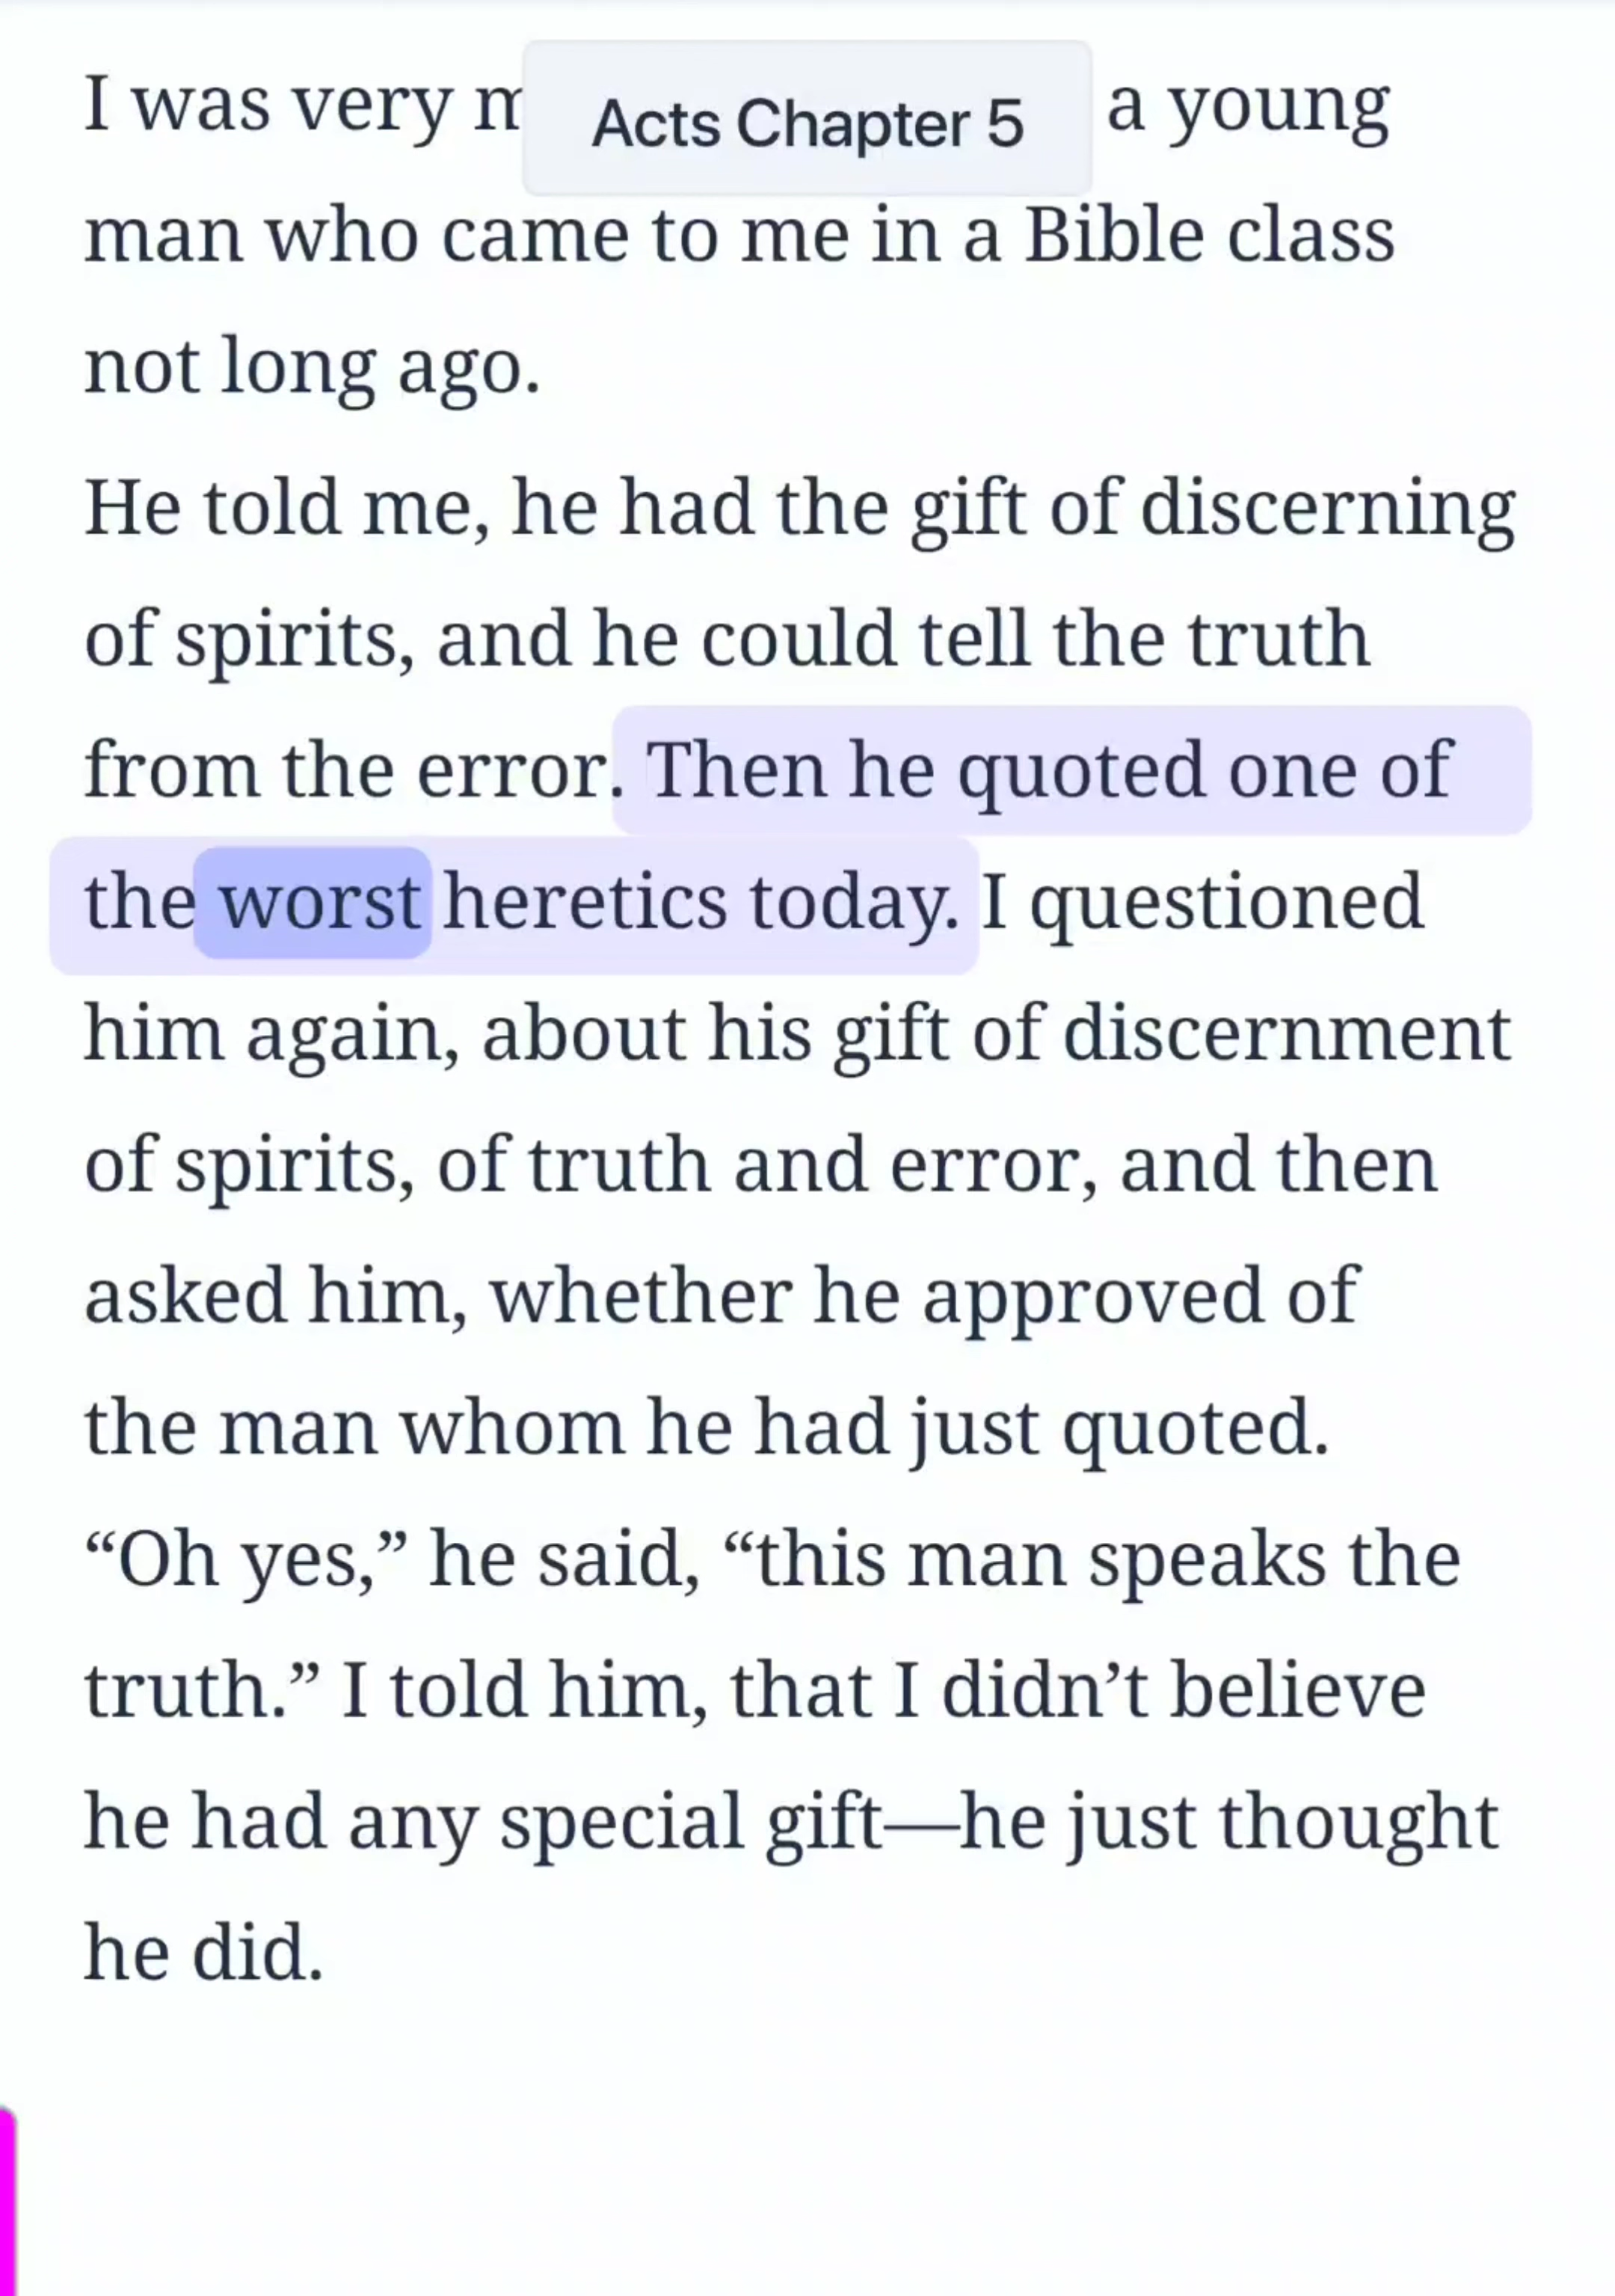 I was very
Acts Chapter 5
a young
man who came to me in a Bible class
not long ago.
He told me, he had the gift of discerning
of spirits, and he could tell the truth
from the error. Then he quoted one of
the worst heretics today. I questioned
him again, about his gift of discernment
of spirits, of truth and error, and then
asked him, whether he approved of
the man whom he had just quoted.
“Oh yes,” he said, “this man speaks the
truth.” I told him, that I didn’t believe
he had any special gift—he just thought
he did.